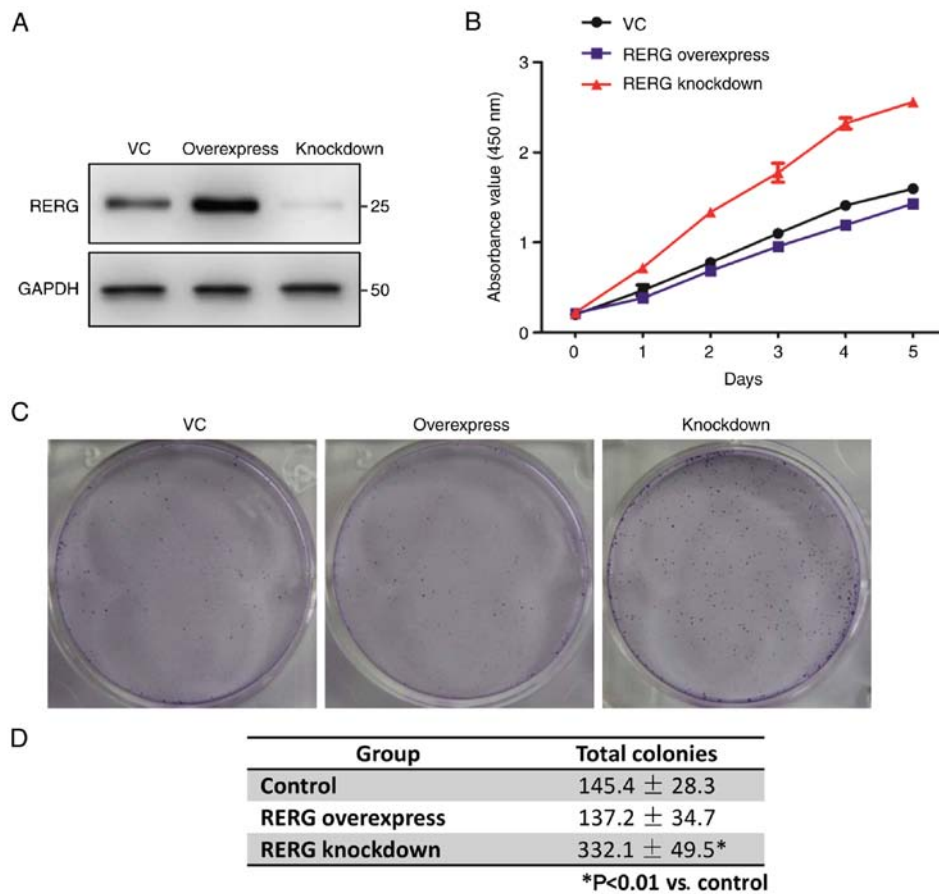 A
VC Overexpress Knockdown
RERG 25
GAPDH 50
B
VC
RERG overexpress
RERG knockdown
Absorbance value (450 nm)
3
2
1
0
0 1 2 3 4 5
Days
C
VC Overexpress Knockdown
D
Group Total colonies
Control 145.4 ± 28.3
RERG overexpress 137.2 ± 34.7
RERG knockdown 332.1 ± 49.5*
*P<0.01 vs. control